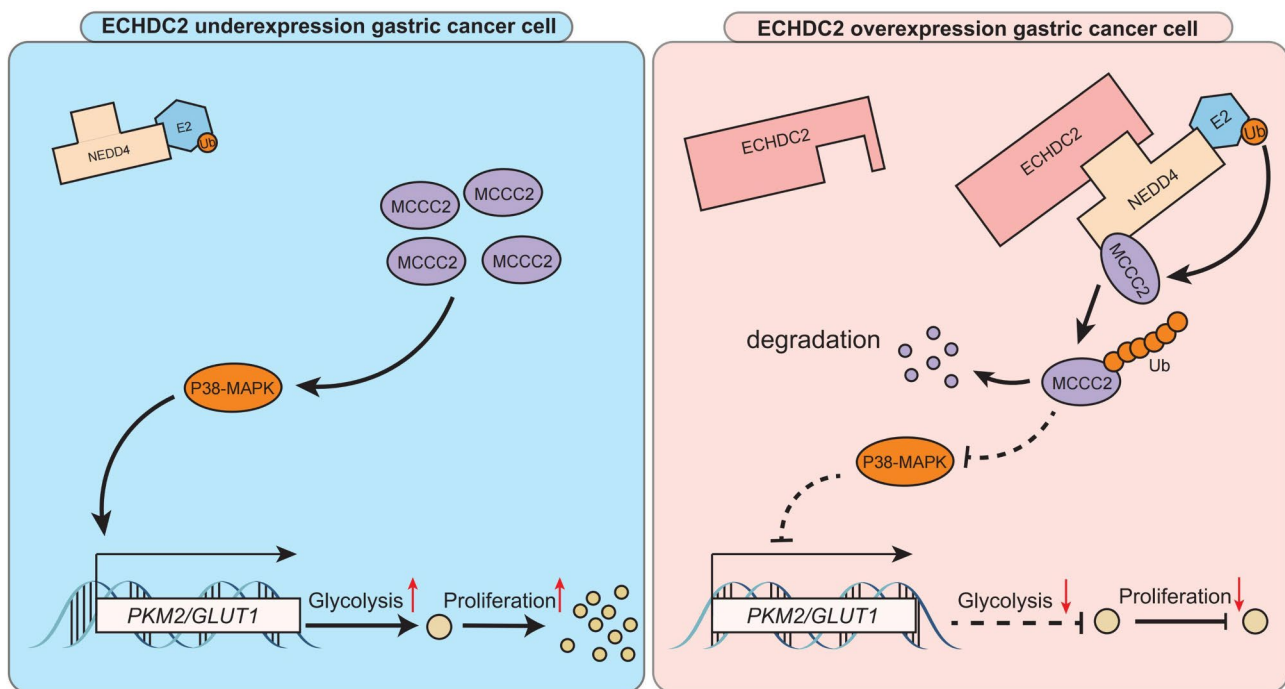 ECHDC2 underexpression gastric cancer cell
NEDD4
E2
Ub
MCCC2
MCCC2
MCCC2
MCCC2
P38-MAPK
PKM2/GLUT1
Glycolysis
Proliferation
ECHDC2 overexpression gastric cancer cell
ECHDC2
ECHDC2
NEDD4
E2
Ub
MCCC2
degradation
MCCC2
Ub
P38-MAPK
PKM2/GLUT1
Glycolysis
Proliferation